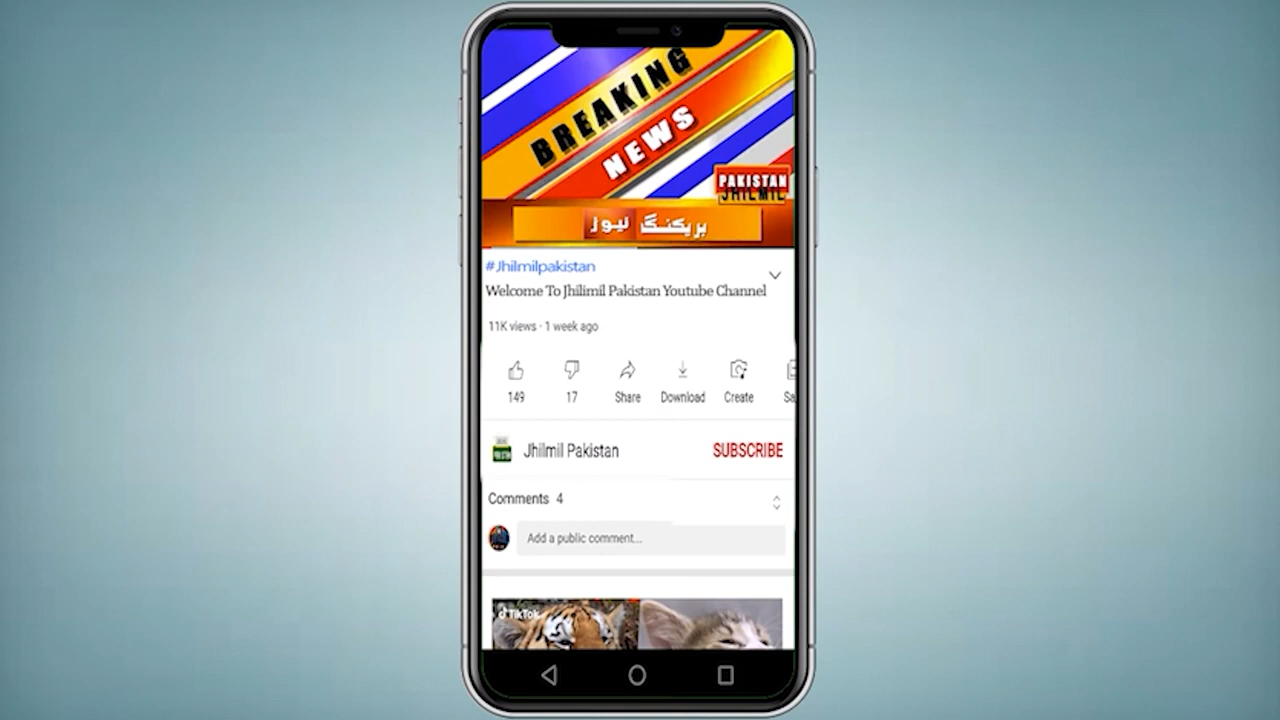 BREAKING
NEWS
PAKISTAN
JHILMIL
بریکنگ نیوز
#Jhilmilpakistan
Welcome To Jhilimil Pakistan Youtube Channel
11K views · 1 week ago
149
17
Share
Download
Create
Sa
Jhilmil Pakistan
SUBSCRIBE
Comments 4
Add a public comment...
TikTok